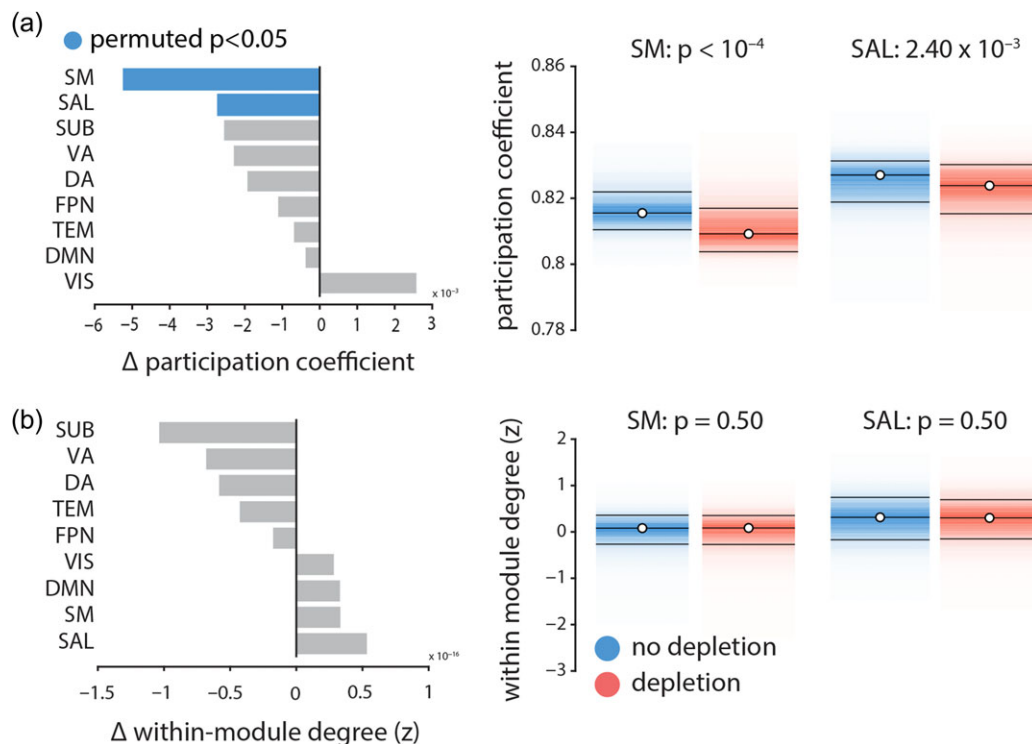 (a)
permuted p<0.05
SM
SAL
SUB
VA
DA
FPN
TEM
DMN
VIS
x 10⁻³
−6 −5 −4 −3 −2 −1 0 1 2 3
Δ participation coefficient
SM: p < 10⁻⁴ SAL: 2.40 x 10⁻³
participation coefficient
0.86
0.84
0.82
0.8
0.78
(b)
SUB
VA
DA
TEM
FPN
VIS
DMN
SM
SAL
x 10⁻¹⁶
−1.5 −1 −0.5 0 0.5 1
Δ within-module degree (z)
SM: p = 0.50 SAL: p = 0.50
within module degree (z)
2
1
0
−1
−2
−3
no depletion
depletion